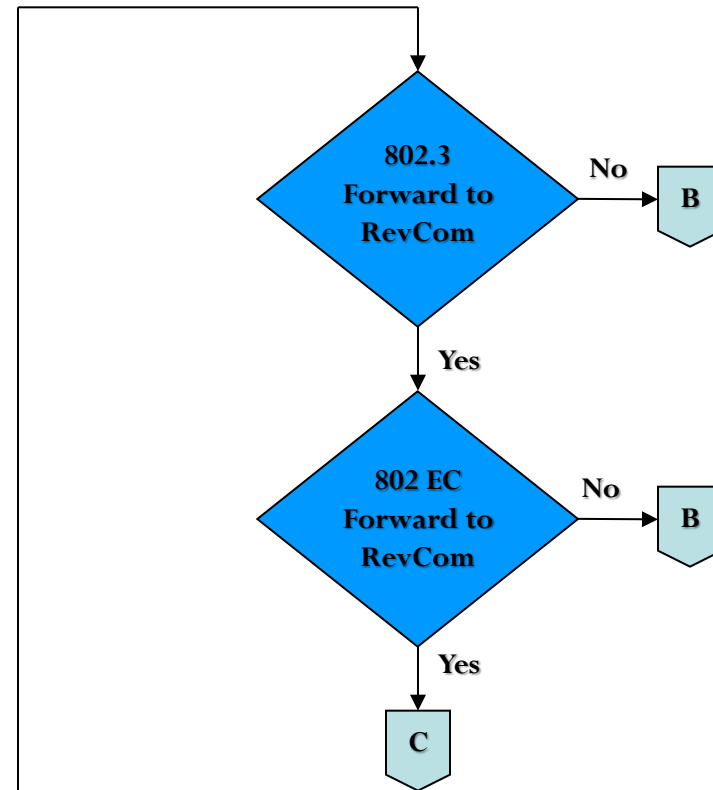 802.3
Forward to
RevCom
No
B
Yes
802 EC
Forward to
RevCom
No
B
Yes
C